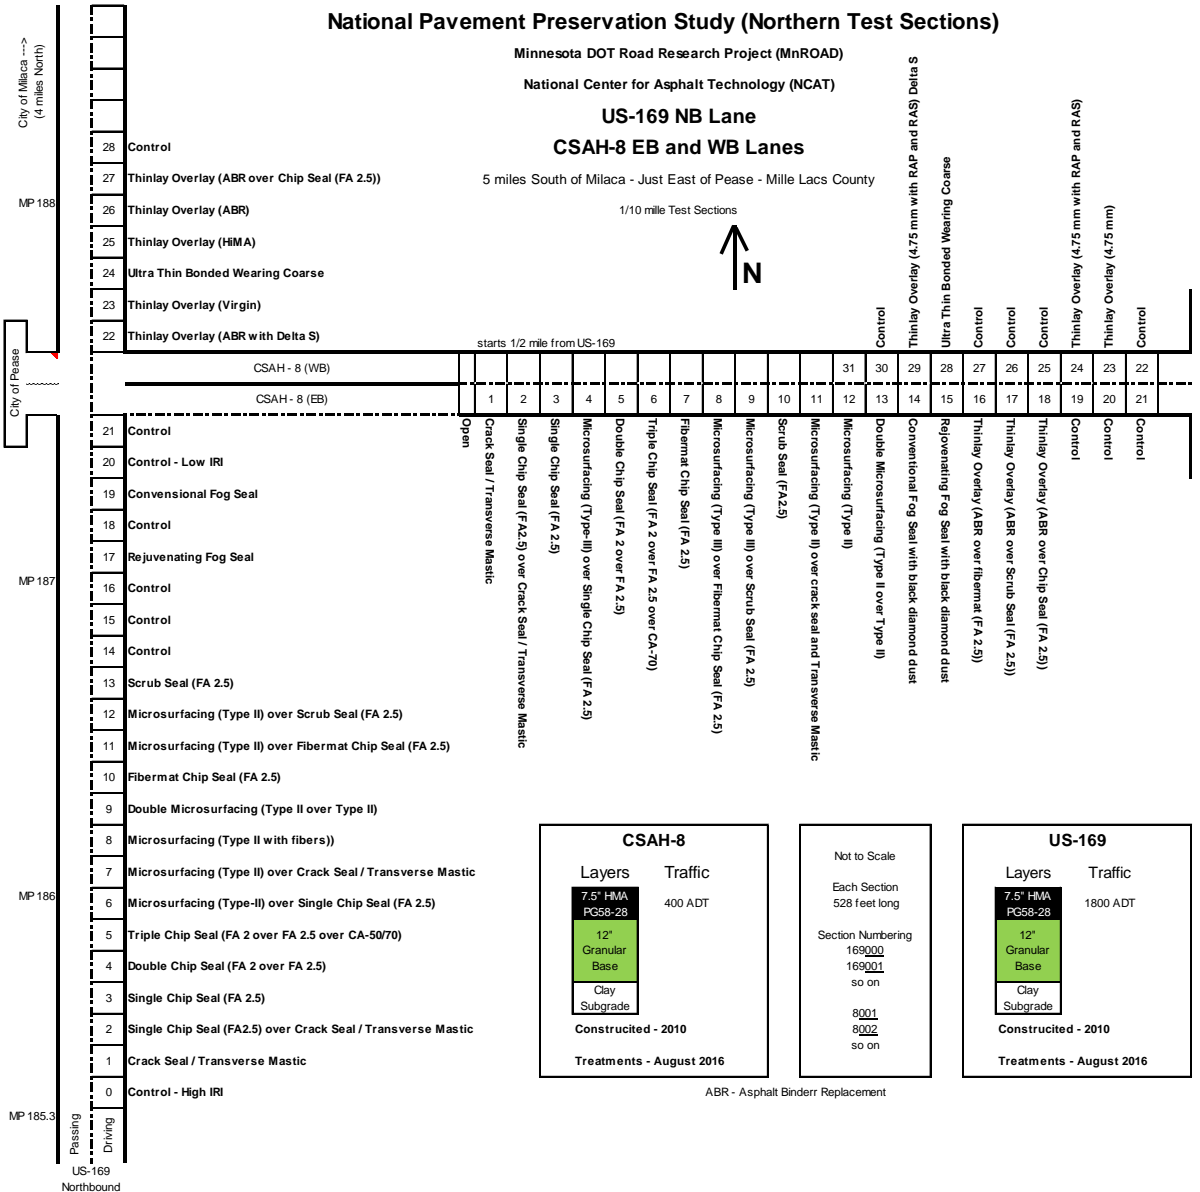 National Pavement Preservation Study (Northern Test Sections)
Minnesota DOT Road Research Project (MnROAD)
National Center for Asphalt Technology (NCAT)
US-169 NB Lane
CSAH-8 EB and WB Lanes
5 miles South of Milaca - Just East of Pease - Mille Lacs County
1/10 mille Test Sections
N
City of Milaca --->
(4 miles North)
MP 188
City of Pease
MP 187
MP 186
MP 185.3
28 Control
27 Thinlay Overlay (ABR over Chip Seal (FA 2.5))
26 Thinlay Overlay (ABR)
25 Thinlay Overlay (HiMA)
24 Ultra Thin Bonded Wearing Coarse
23 Thinlay Overlay (Virgin)
22 Thinlay Overlay (ABR with Delta S)
starts 1/2 mile from US-169
Control
Thinlay Overlay (4.75 mm with RAP and RAS) Delta S
Ultra Thin Bonded Wearing Coarse
Control
Control
Control
Thinlay Overlay (4.75 mm with RAP and RAS)
Thinlay Overlay (4.75 mm)
Control
CSAH - 8 (WB)
31 30 29 28 27 26 25 24 23 22
CSAH - 8 (EB)
1 2 3 4 5 6 7 8 9 10 11 12 13 14 15 16 17 18 19 20 21
Open
Crack Seal / Transverse Mastic
Single Chip Seal (FA2.5) over Crack Seal / Transverse Mastic
Single Chip Seal (FA 2.5)
Microsurfacing (Type-III) over Single Chip Seal (FA 2.5)
Double Chip Seal (FA 2 over FA 2.5)
Triple Chip Seal (FA 2 over FA 2.5 over CA-70)
Fibermat Chip Seal (FA 2.5)
Microsurfacing (Type III) over Fibermat Chip Seal (FA 2.5)
Microsurfacing (Type III) over Scrub Seal (FA 2.5)
Scrub Seal (FA2.5)
Microsurfacing (Type II) over crack seal and Transverse Mastic
Microsurfacing (Type II)
Double Microsurfacing (Type II over Type II)
Conventional Fog Seal with black diamond dust
Rejovenating Fog Seal with black diamond dust
Thinlay Overlay (ABR over fibermat (FA 2.5))
Thinlay Overlay (ABR over Scrub Seal (FA 2.5))
Thinlay Overlay (ABR over Chip Seal (FA 2.5))
Control
Control
Control
21 Control
20 Control - Low IRI
19 Convensional Fog Seal
18 Control
17 Rejuvenating Fog Seal
16 Control
15 Control
14 Control
13 Scrub Seal (FA 2.5)
12 Microsurfacing (Type II) over Scrub Seal (FA 2.5)
11 Microsurfacing (Type II) over Fibermat Chip Seal (FA 2.5)
10 Fibermat Chip Seal (FA 2.5)
9 Double Microsurfacing (Type II over Type II)
8 Microsurfacing (Type II with fibers))
7 Microsurfacing (Type II) over Crack Seal / Transverse Mastic
6 Microsurfacing (Type-II) over Single Chip Seal (FA 2.5)
5 Triple Chip Seal (FA 2 over FA 2.5 over CA-50/70)
4 Double Chip Seal (FA 2 over FA 2.5)
3 Single Chip Seal (FA 2.5)
2 Single Chip Seal (FA2.5) over Crack Seal / Transverse Mastic
1 Crack Seal / Transverse Mastic
0 Control - High IRI
Passing
Driving
US-169
Northbound
CSAH-8
Layers Traffic
7.5" HMA
PG58-28
400 ADT
12"
Granular
Base
Clay
Subgrade
Construcited - 2010
Treatments - August 2016
Not to Scale
Each Section
528 feet long
Section Numbering
169000
169001
so on
8001
8002
so on
US-169
Layers Traffic
7.5" HMA
PG58-28
1800 ADT
12"
Granular
Base
Clay
Subgrade
Construcited - 2010
Treatments - August 2016
ABR - Asphalt Binderr Replacement